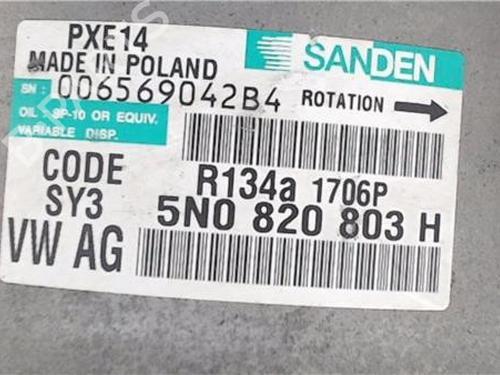 PXE14
MADE IN POLAND
SANDEN
SN : 006569042B4
ROTATION
OIL : SP-10 OR EQUIV.
VARIABLE DISP.
CODE
SY3
VW AG
R134a 1706P
5N0 820 803 H